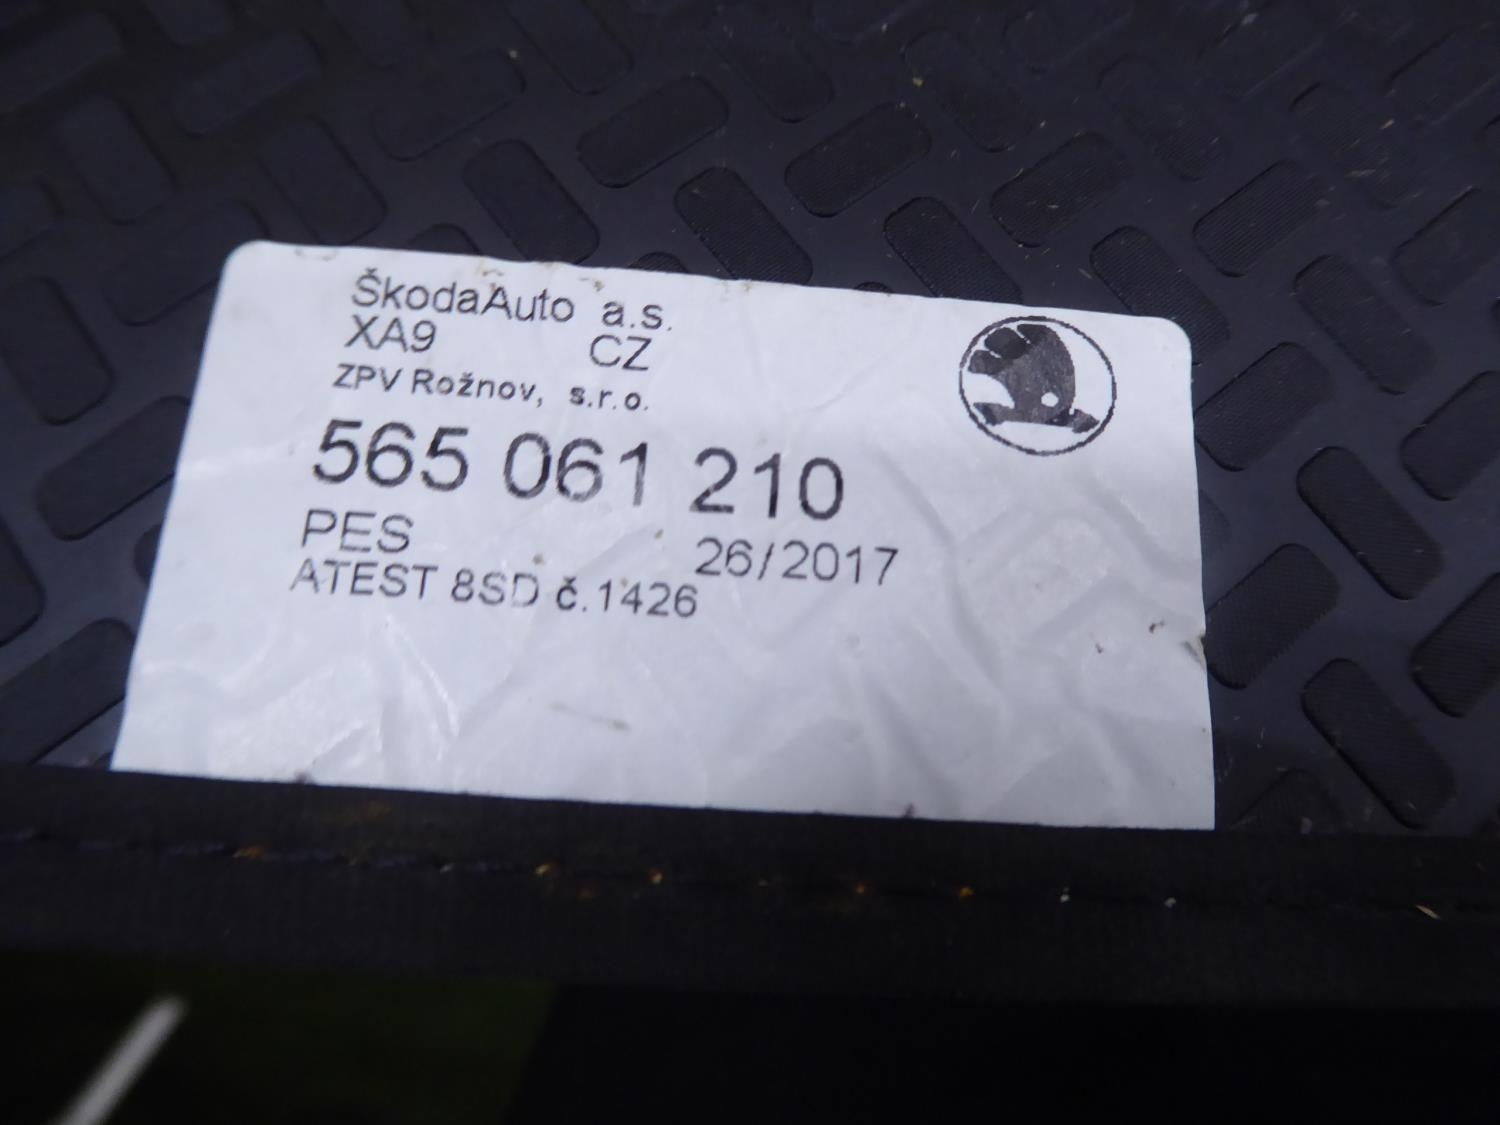 ŠkodaAuto a.s.
XA9 CZ
ZPV Rožnov, s.r.o.
565 061 210
PES 26/2017
ATEST 8SD č.1426